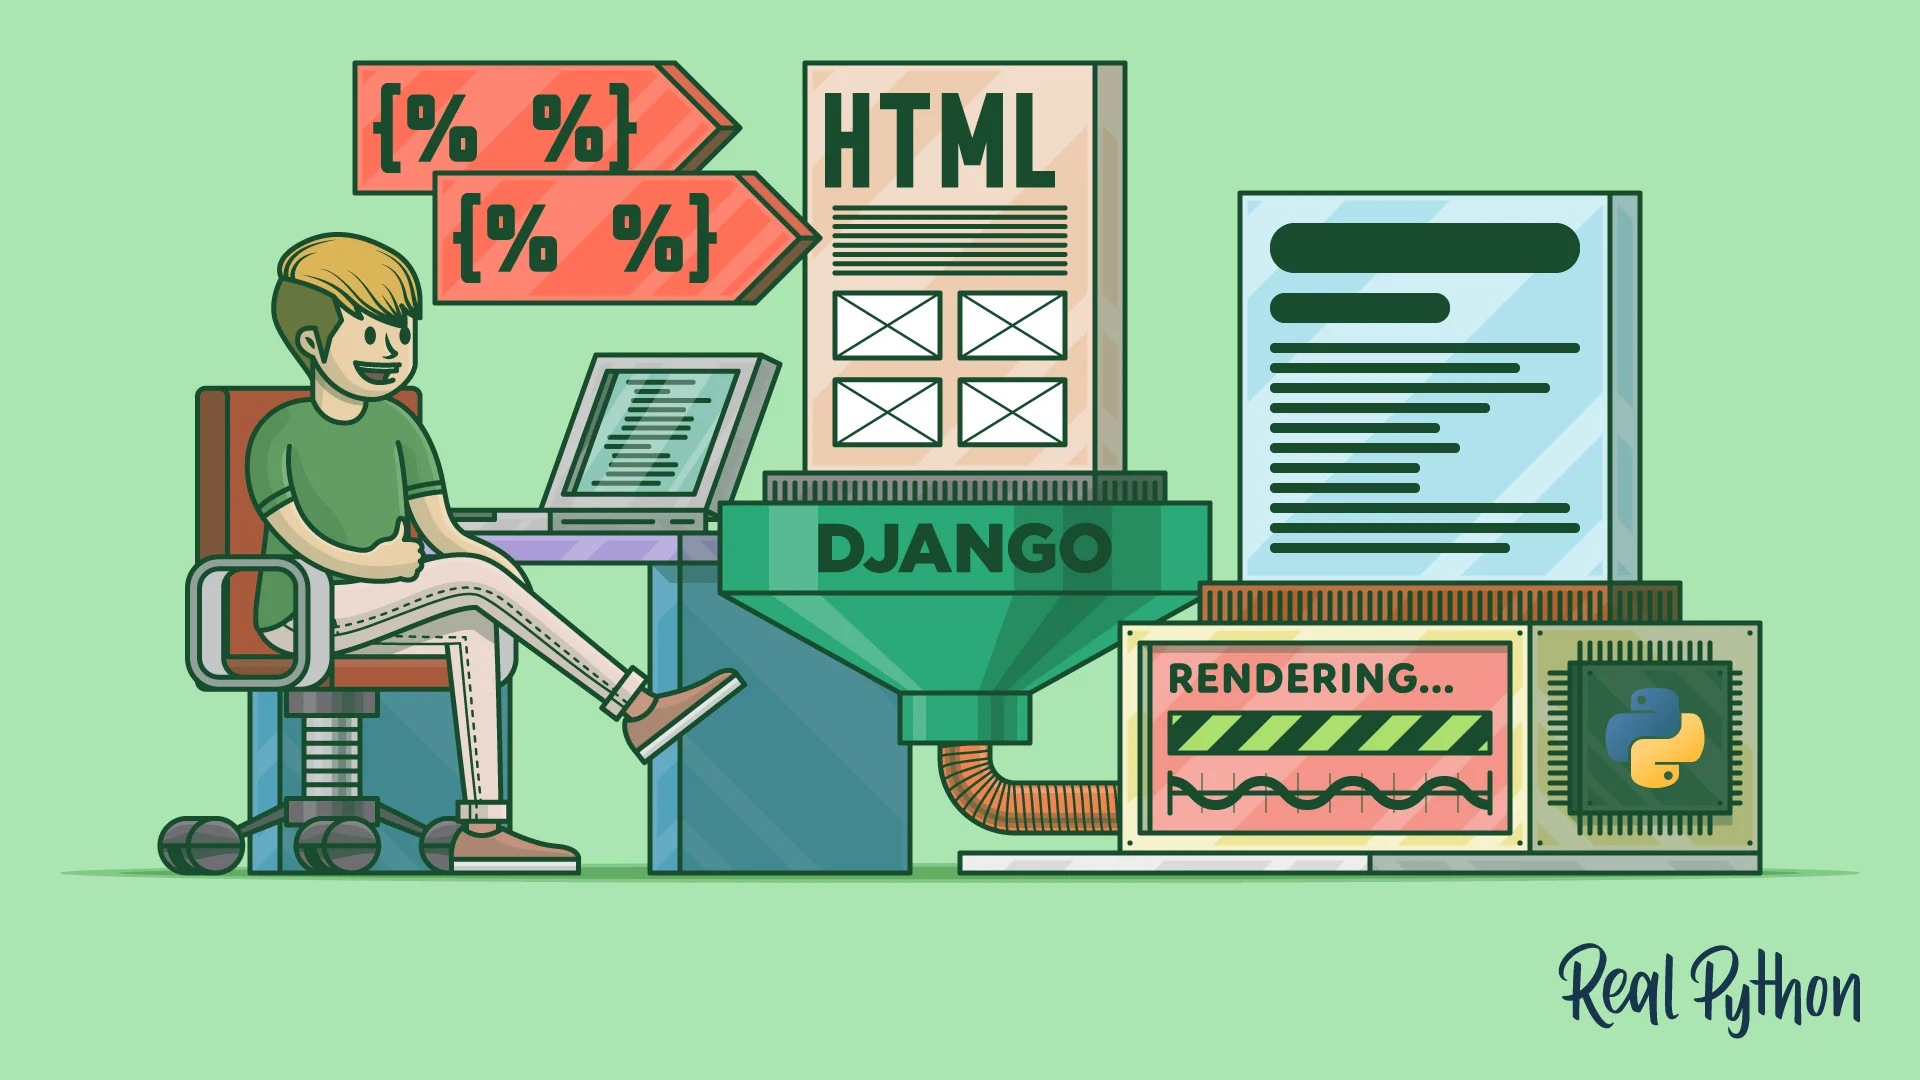 {% %}
{% %}
HTML
DJANGO
RENDERING...
Real Python